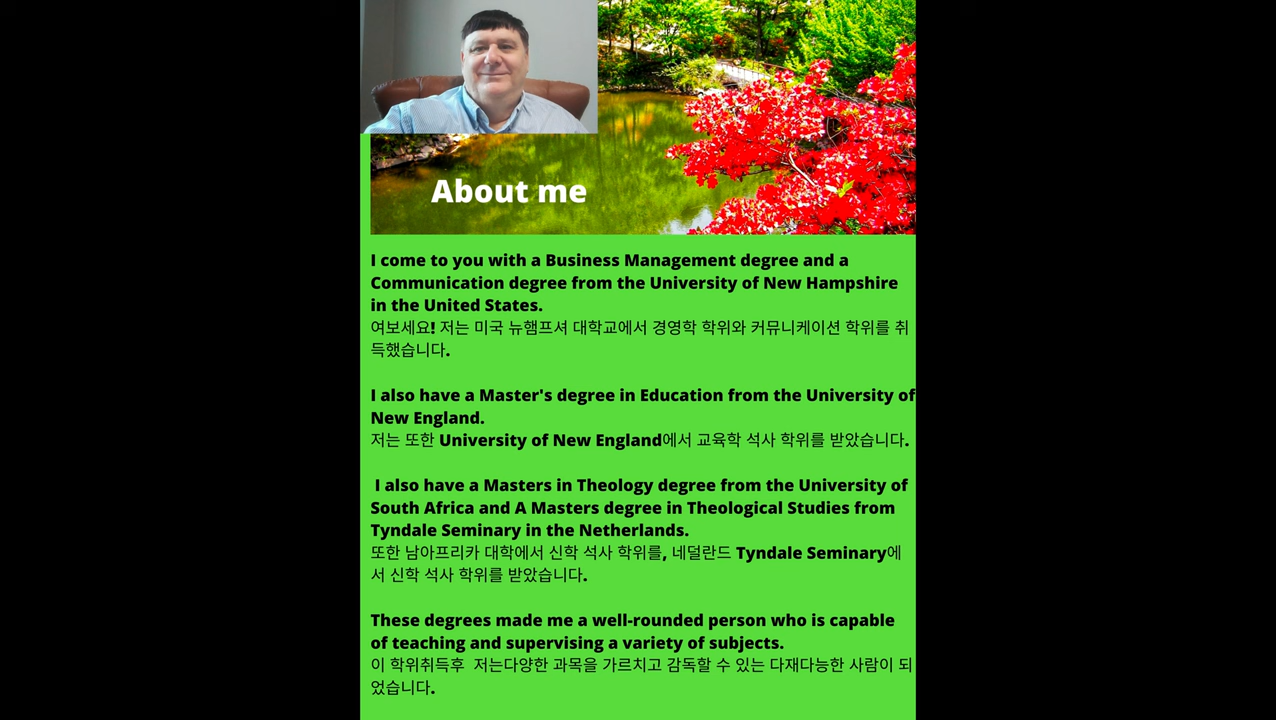 About me
I come to you with a Business Management degree and a
Communication degree from the University of New Hampshire
in the United States.
여보세요! 저는 미국 뉴햄프셔 대학교에서 경영학 학위와 커뮤니케이션 학위를 취
득했습니다.
I also have a Master's degree in Education from the University of
New England.
저는 또한 University of New England에서 교육학 석사 학위를 받았습니다.
I also have a Masters in Theology degree from the University of
South Africa and A Masters degree in Theological Studies from
Tyndale Seminary in the Netherlands.
또한 남아프리카 대학에서 신학 석사 학위를, 네덜란드 Tyndale Seminary에
서 신학 석사 학위를 받았습니다.
These degrees made me a well-rounded person who is capable
of teaching and supervising a variety of subjects.
이 학위취득후 저는다양한 과목을 가르치고 감독할 수 있는 다재다능한 사람이 되
었습니다.